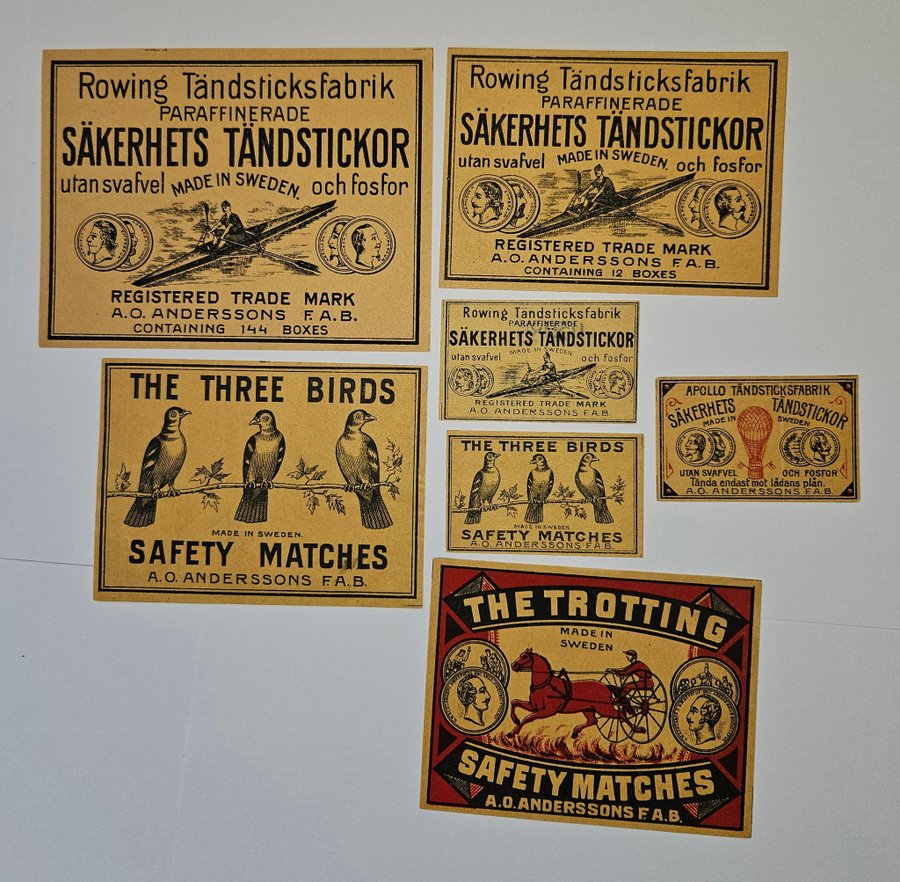 Rowing Tändsticksfabrik
PARAFFINERADE
SÄKERHETS TÄNDSTICKOR
utan svafvel MADE IN SWEDEN. och fosfor
REGISTERED TRADE MARK
A.O. ANDERSSONS F.A.B.
CONTAINING 144 BOXES
Rowing Tändsticksfabrik
PARAFFINERADE
SÄKERHETS TÄNDSTICKOR
utan svafvel MADE IN SWEDEN. och fosfor
REGISTERED TRADE MARK
A.O. ANDERSSONS F.A.B.
CONTAINING 12 BOXES
Rowing Tändsticksfabrik
PARAFFINERADE
SÄKERHETS TÄNDSTICKOR
utan svafvel MADE IN SWEDEN och fosfor
REGISTERED TRADE MARK
A.O. ANDERSSONS F.A.B.
THE THREE BIRDS
MADE IN SWEDEN.
SAFETY MATCHES
A.O. ANDERSSONS F.A.B.
THE THREE BIRDS
MADE IN SWEDEN.
SAFETY MATCHES
A.O. ANDERSSONS F.A.B.
APOLLO TÄNDSTICKSFABRIK
SÄKERHETS TÄNDSTICKOR
MADE IN SWEDEN
UTAN SVAFVEL OCH FOSFOR
Tända endast mot lådans plån.
A.O. ANDERSSONS F.A.B.
THE TROTTING
MADE IN
SWEDEN
SAFETY MATCHES
A.O. ANDERSSONS F.A.B.